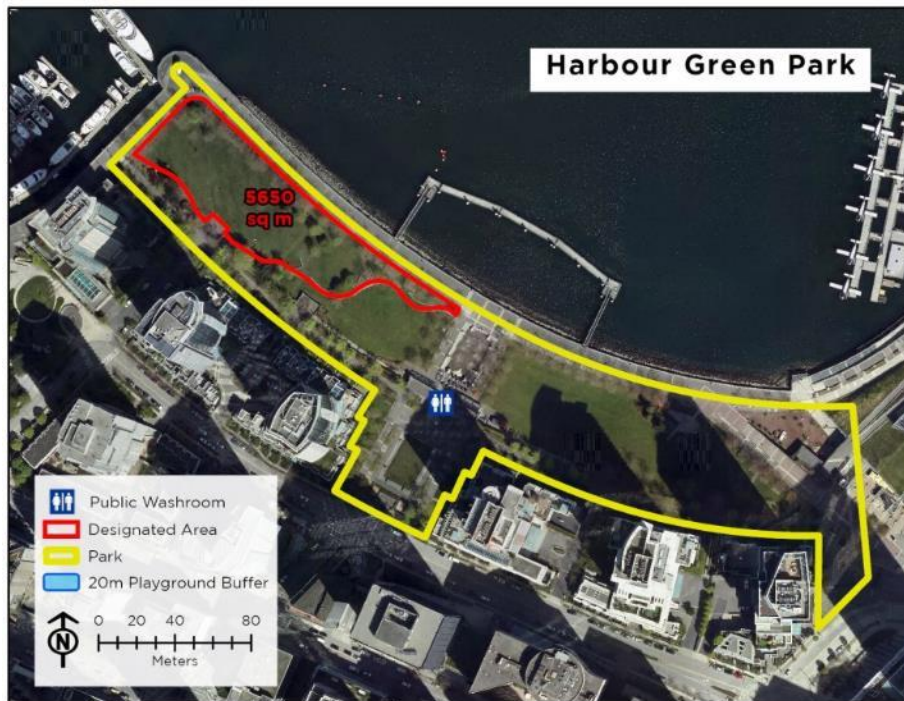 Harbour Green Park
5650
sq m
Public Washroom
Designated Area
Park
20m Playground Buffer
N
0 20 40 80
Meters